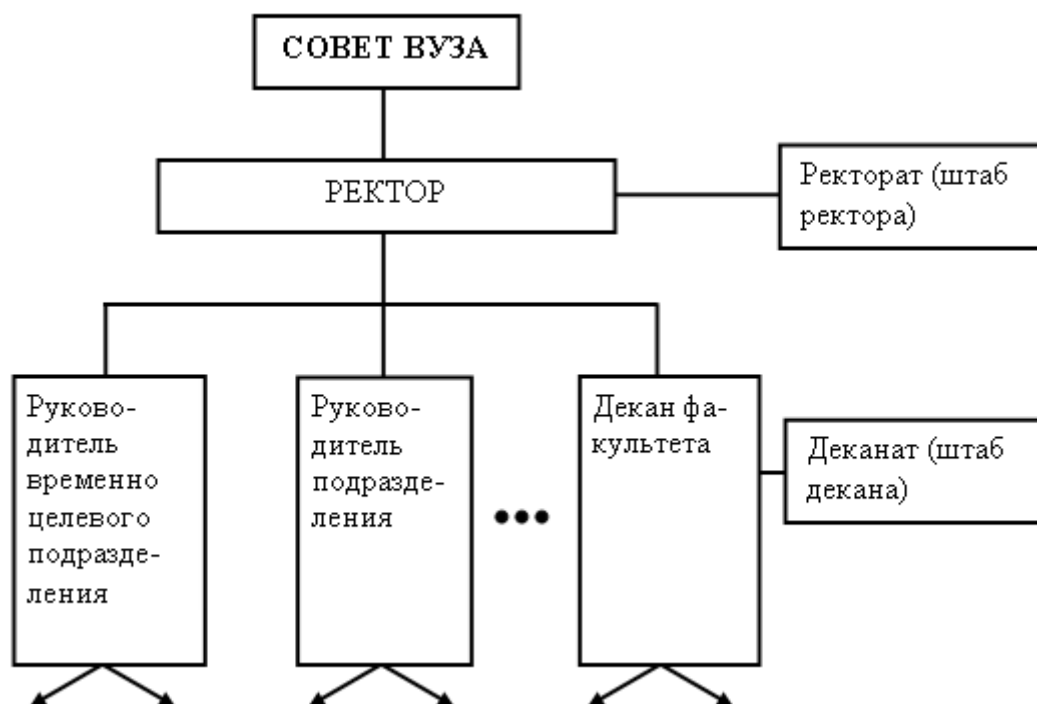 СОВЕТ ВУЗА
РЕКТОР
Ректорат (штаб
ректора)
Руково-
дитель
временно
целевого
подразде-
ления
Руково-
дитель
подразде-
ления
Декан фа-
культета
Деканат (штаб
декана)